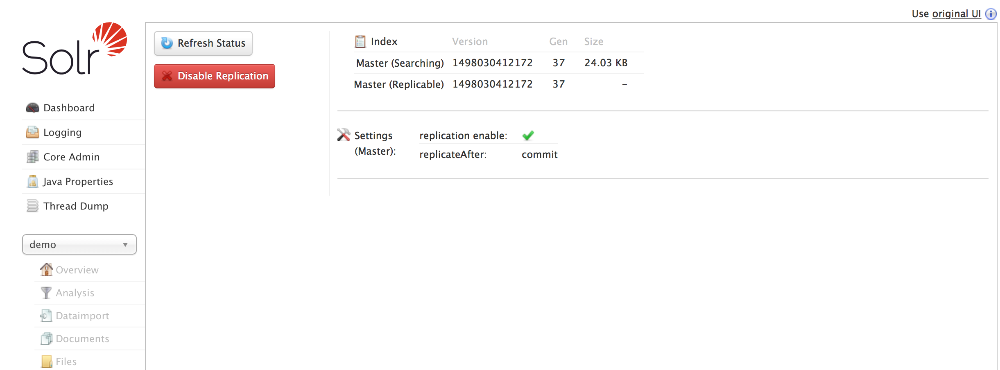 Use original UI
Solr
Refresh Status
Disable Replication
Dashboard
Logging
Core Admin
Java Properties
Thread Dump
demo
Overview
Analysis
Dataimport
Documents
Files
Index Version Gen Size
Master (Searching) 1498030412172 37 24.03 KB
Master (Replicable) 1498030412172 37 –
Settings (Master):
replication enable:
replicateAfter: commit